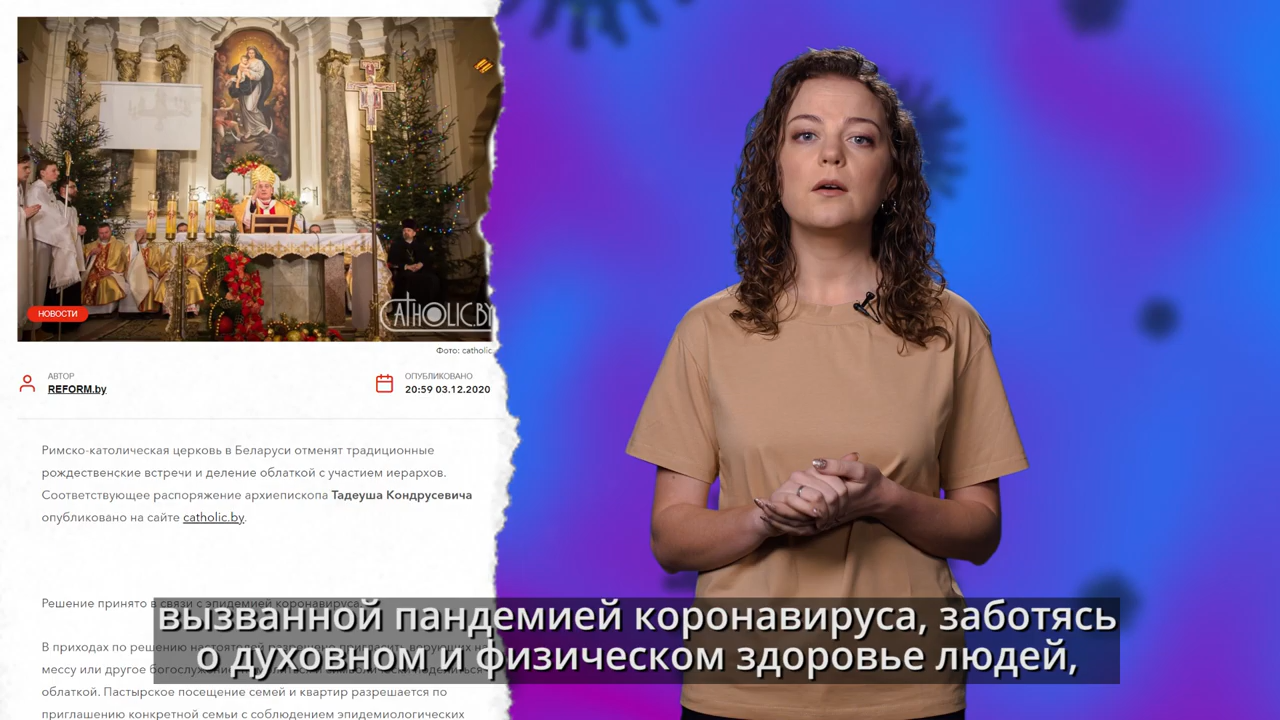 CATHOLIC.BY
НОВОСТИ
Фото: catholic
АВТОР
REFORM.by
ОПУБЛИКОВАНО
20:59 03.12.2020
Римско-католическая церковь в Беларуси отменят традиционные
рождественские встречи и деление облаткой с участием иерархов.
Соответствующее распоряжение архиепископа Тадеуша Кондрусевича
опубликовано на сайте catholic.by.
Решение принято в связи с эпидемией коронавируса.
вызванной пандемией коронавируса, заботясь
о духовном и физическом здоровье людей,
В приходах по решению настоятелей разрешено
мессу или другое богослужение
облаткой. Пастырское посещение семей и квартир разрешается по
приглашению конкретной семьи с соблюдением эпидемиологических